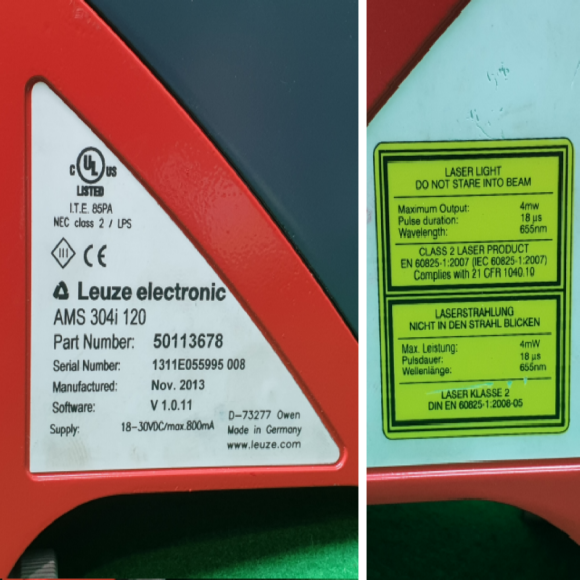 C UL US
LISTED
I.T.E. 85PA
NEC class 2 / LPS
III CE
Leuze electronic
AMS 304i 120
Part Number: 50113678
Serial Number: 1311E055995 008
Manufactured: Nov. 2013
Software: V 1.0.11
Supply: 18-30VDC/max.800mA
D-73277 Owen
Made in Germany
www.leuze.com
LASER LIGHT
DO NOT STARE INTO BEAM
Maximum Output: 4mw
Pulse duration: 18 µs
Wavelength: 655nm
CLASS 2 LASER PRODUCT
EN 60825-1:2007 (IEC 60825-1:2007)
Complies with 21 CFR 1040.10
LASERSTRAHLUNG
NICHT IN DEN STRAHL BLICKEN
Max. Leistung: 4mW
Pulsdauer: 18 µs
Wellenlänge: 655nm
LASER KLASSE 2
DIN EN 60825-1:2008-05